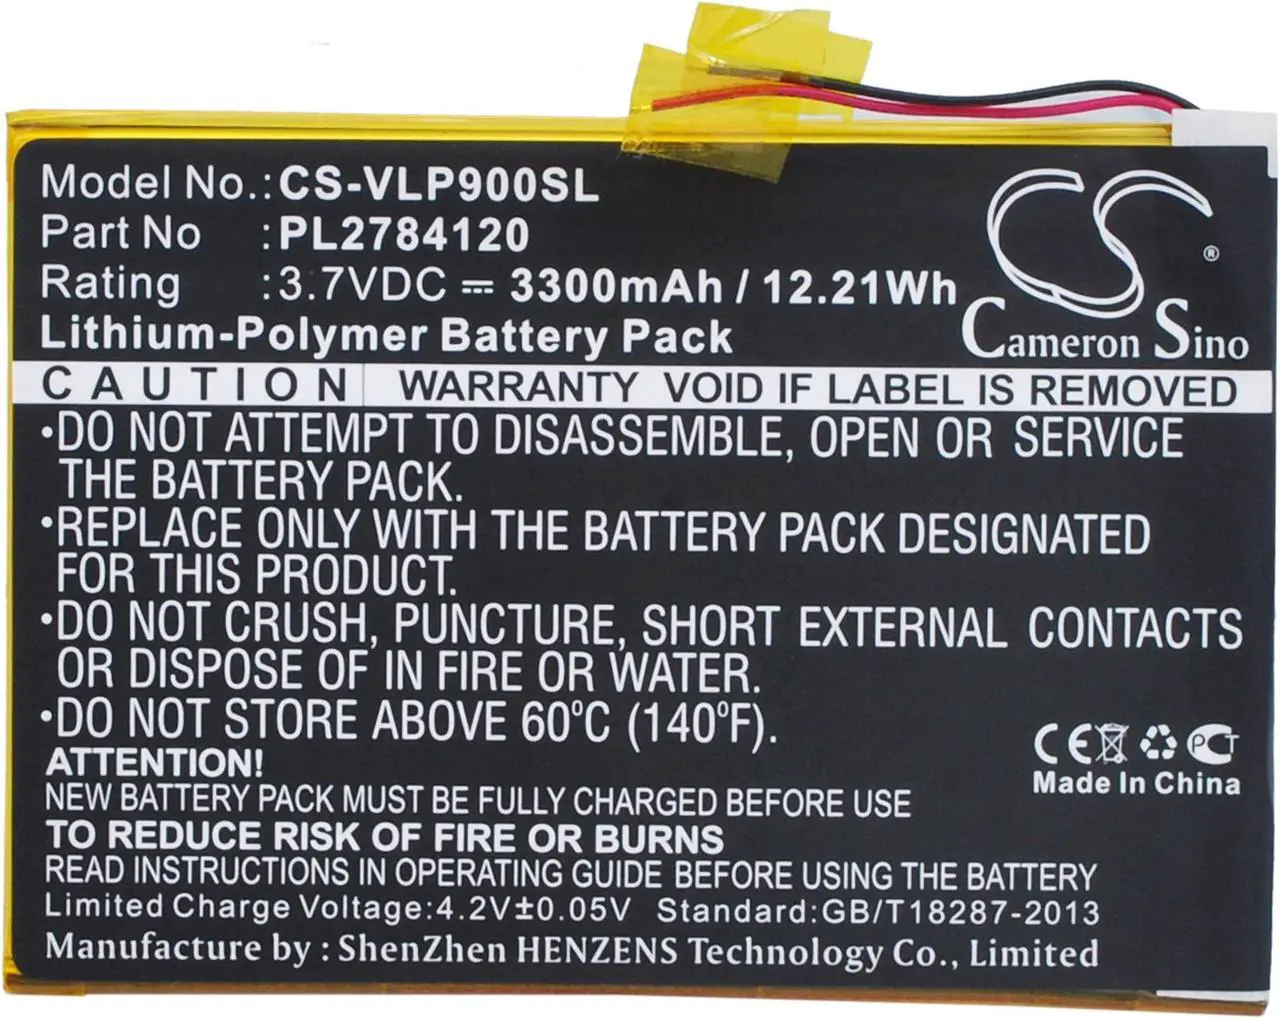 Model No.: CS-VLP900SL
Part No : PL2784120
Rating : 3.7VDC ⎓ 3300mAh / 12.21Wh
Lithium-Polymer Battery Pack
CS®
Cameron Sino
CAUTION WARRANTY VOID IF LABEL IS REMOVED
•DO NOT ATTEMPT TO DISASSEMBLE, OPEN OR SERVICE
THE BATTERY PACK.
•REPLACE ONLY WITH THE BATTERY PACK DESIGNATED
FOR THIS PRODUCT.
•DO NOT CRUSH, PUNCTURE, SHORT EXTERNAL CONTACTS
OR DISPOSE OF IN FIRE OR WATER.
•DO NOT STORE ABOVE 60ºC (140ºF).
CE PCT
Made In China
ATTENTION!
NEW BATTERY PACK MUST BE FULLY CHARGED BEFORE USE
TO REDUCE RISK OF FIRE OR BURNS
READ INSTRUCTIONS IN OPERATING GUIDE BEFORE USING THE BATTERY
Limited Charge Voltage:4.2V±0.05V Standard:GB/T18287-2013
Manufacture by : ShenZhen HENZENS Technology Co., Limited